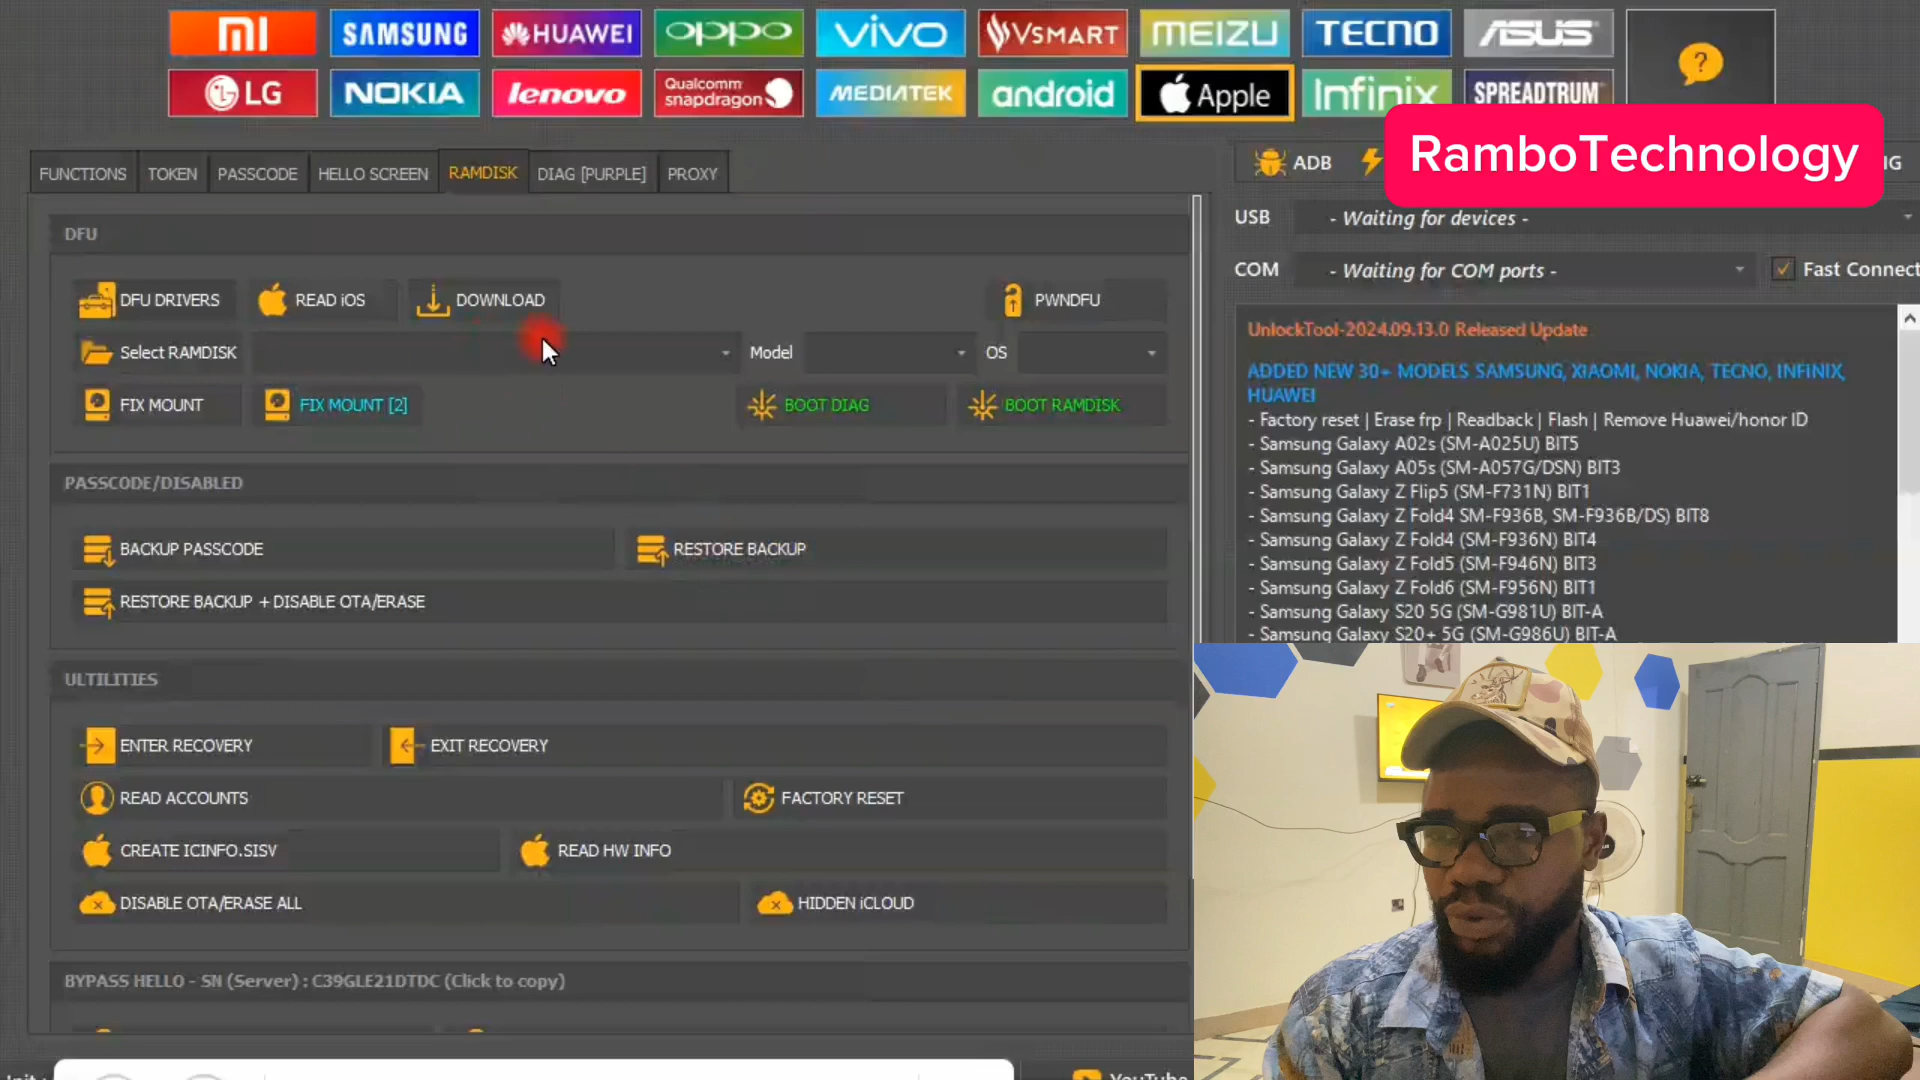 mi
SAMSUNG
HUAWEI
oppo
vivo
VSMART
MEIZU
TECNO
ASUS
?
LG
NOKIA
lenovo
Qualcomm
snapdragon
MEDIATEK
android
Apple
Infinix
SPREADTRUM
RamboTechnology
FUNCTIONS
TOKEN
PASSCODE
HELLO SCREEN
RAMDISK
DIAG [PURPLE]
PROXY
ADB
NG
USB
- Waiting for devices -
COM
- Waiting for COM ports -
Fast Connect
DFU
DFU DRIVERS
READ iOS
DOWNLOAD
PWNDFU
Select RAMDISK
Model
OS
FIX MOUNT
FIX MOUNT [2]
BOOT DIAG
BOOT RAMDISK
PASSCODE/DISABLED
BACKUP PASSCODE
RESTORE BACKUP
RESTORE BACKUP + DISABLE OTA/ERASE
ULTILITIES
ENTER RECOVERY
EXIT RECOVERY
READ ACCOUNTS
FACTORY RESET
CREATE ICINFO.SISV
READ HW INFO
DISABLE OTA/ERASE ALL
HIDDEN iCLOUD
BYPASS HELLO - SN (Server) : C39GLE21DTDC (Click to copy)
UnlockTool-2024.09.13.0 Released Update
ADDED NEW 30+ MODELS SAMSUNG, XIAOMI, NOKIA, TECNO, INFINIX,
HUAWEI
- Factory reset | Erase frp | Readback | Flash | Remove Huawei/honor ID
- Samsung Galaxy A02s (SM-A025U) BIT5
- Samsung Galaxy A05s (SM-A057G/DSN) BIT3
- Samsung Galaxy Z Flip5 (SM-F731N) BIT1
- Samsung Galaxy Z Fold4 SM-F936B, SM-F936B/DS) BIT8
- Samsung Galaxy Z Fold4 (SM-F936N) BIT4
- Samsung Galaxy Z Fold5 (SM-F946N) BIT3
- Samsung Galaxy Z Fold6 (SM-F956N) BIT1
- Samsung Galaxy S20 5G (SM-G981U) BIT-A
- Samsung Galaxy S20+ 5G (SM-G986U) BIT-A
YouTube